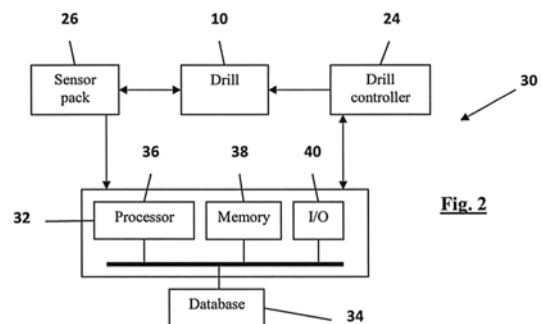 26 10 24
Sensor pack
Drill
Drill controller
30
36 38 40
32
Processor
Memory
I/O
Fig. 2
Database
34